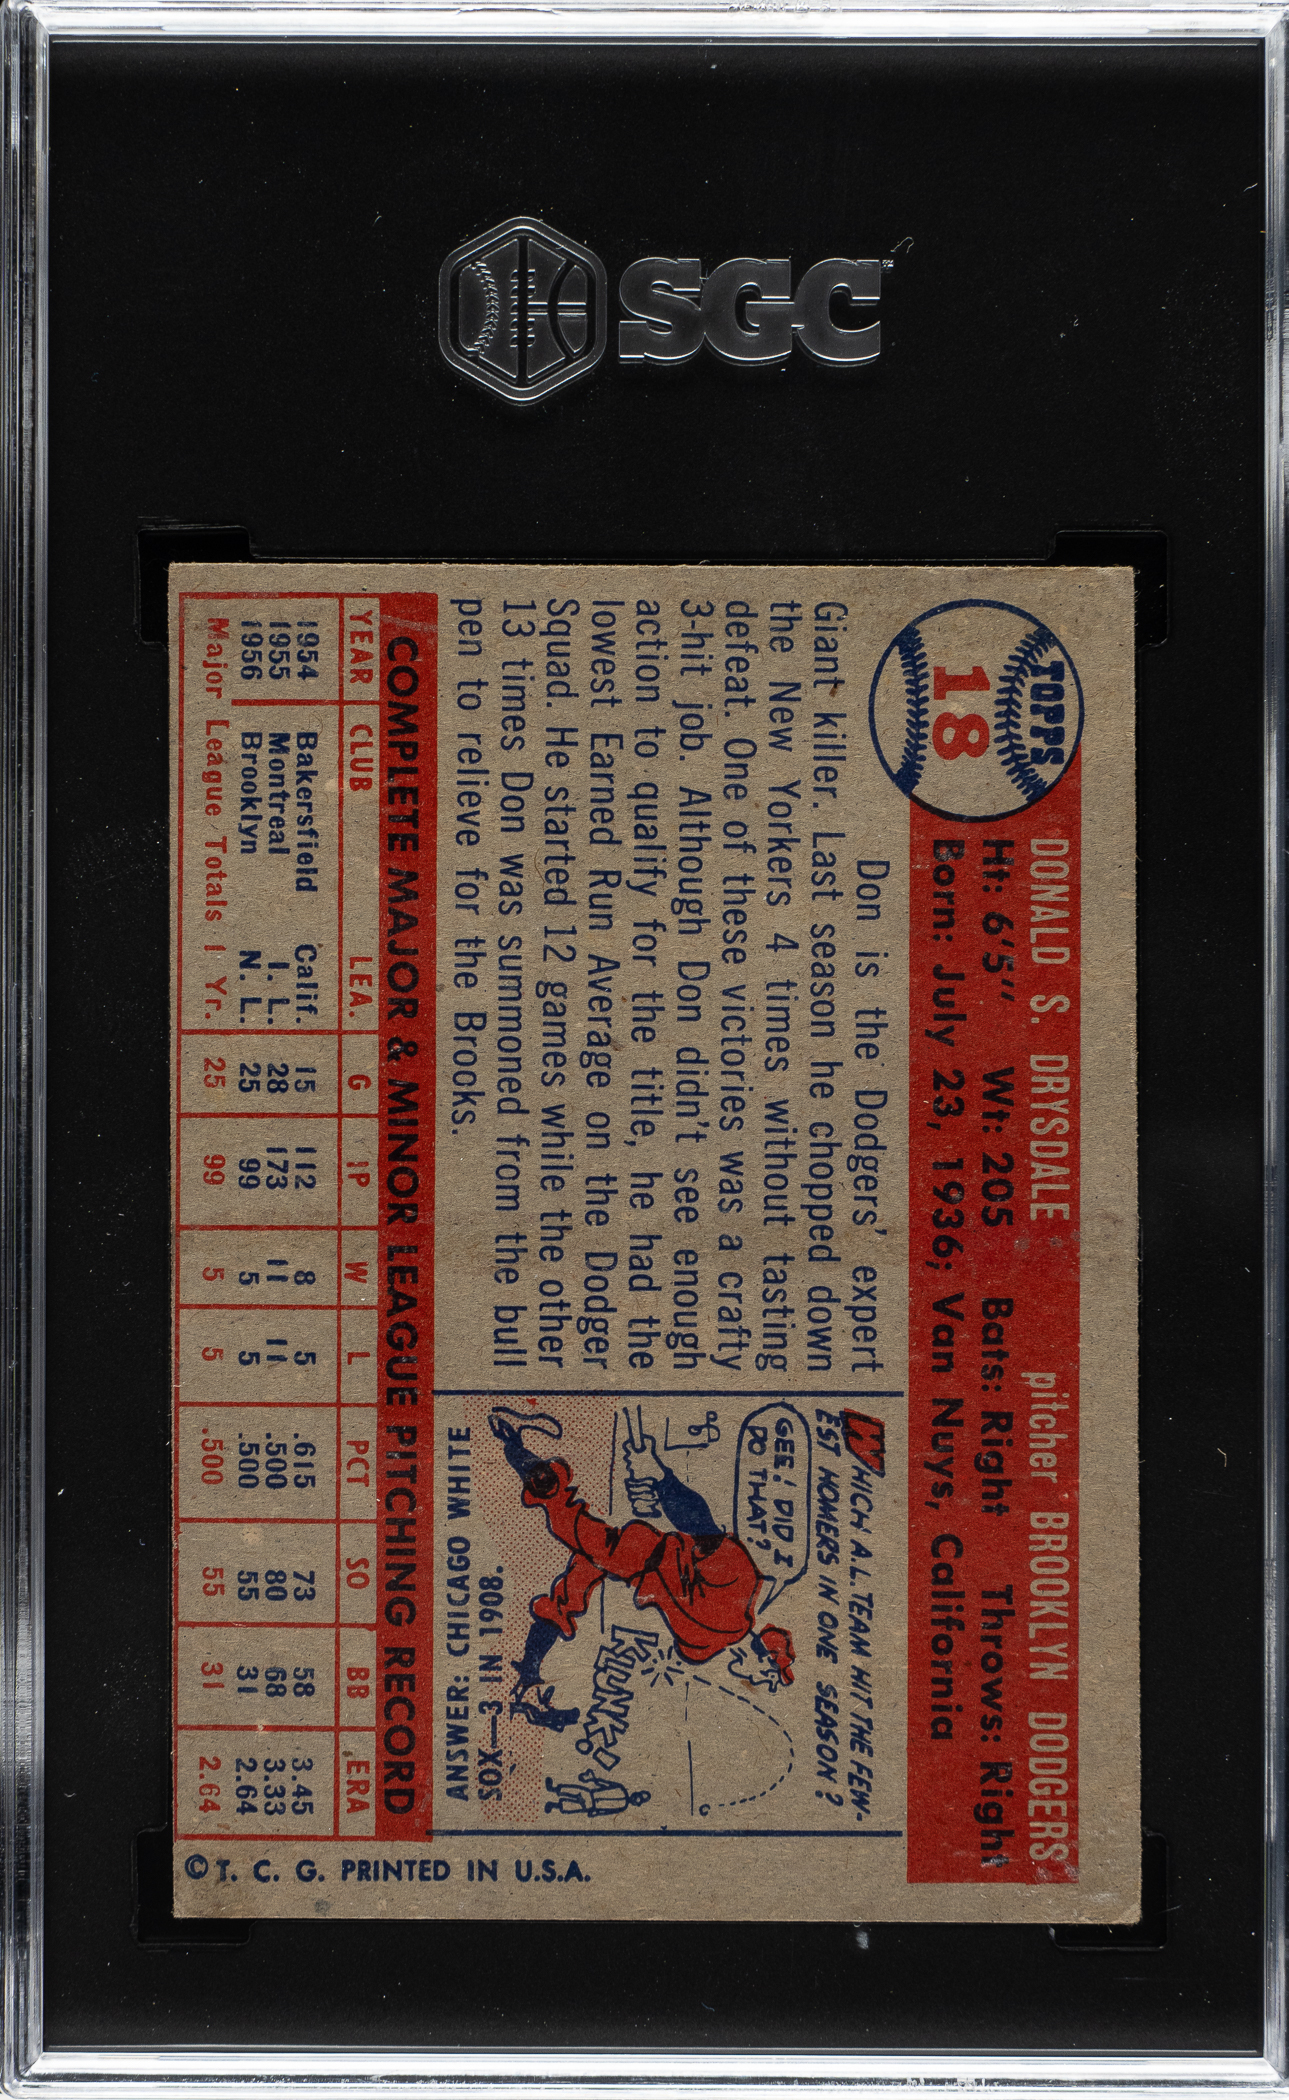 SGC
TOPPS
18
DONALD S. DRYSDALE pitcher BROOKLYN DODGERS
Ht: 6'5" Wt: 205 Bats: Right Throws: Right
Born: July 23, 1936; Van Nuys, California
Don is the Dodgers' expert
Giant killer. Last season he chopped down
the New Yorkers 4 times without tasting
defeat. One of these victories was a crafty
3-hit job. Although Don didn't see enough
action to qualify for the title, he had the
lowest Earned Run Average on the Dodger
Squad. He started 12 games while the other
13 times Don was summoned from the bull
pen to relieve for the Brooks.
WHICH A.L. TEAM HIT THE FEW-
EST HOMERS IN ONE SEASON?
GEE! DID I
DO THAT?
KLUNK!
ANSWER: CHICAGO WHITE
SOX—3 IN 1908.
COMPLETE MAJOR & MINOR LEAGUE PITCHING RECORD
YEAR CLUB LEA. G IP W L PCT SO BB ERA
1954 Bakersfield Calif. 15 112 8 5 .615 73 58 3.45
1955 Montreal I. L. 28 173 11 11 .500 80 68 3.33
1956 Brooklyn N. L. 25 99 5 5 .500 55 31 2.64
Major League Totals 1 Yr. 25 99 5 5 .500 55 31 2.64
© T. C. G. PRINTED IN U.S.A.